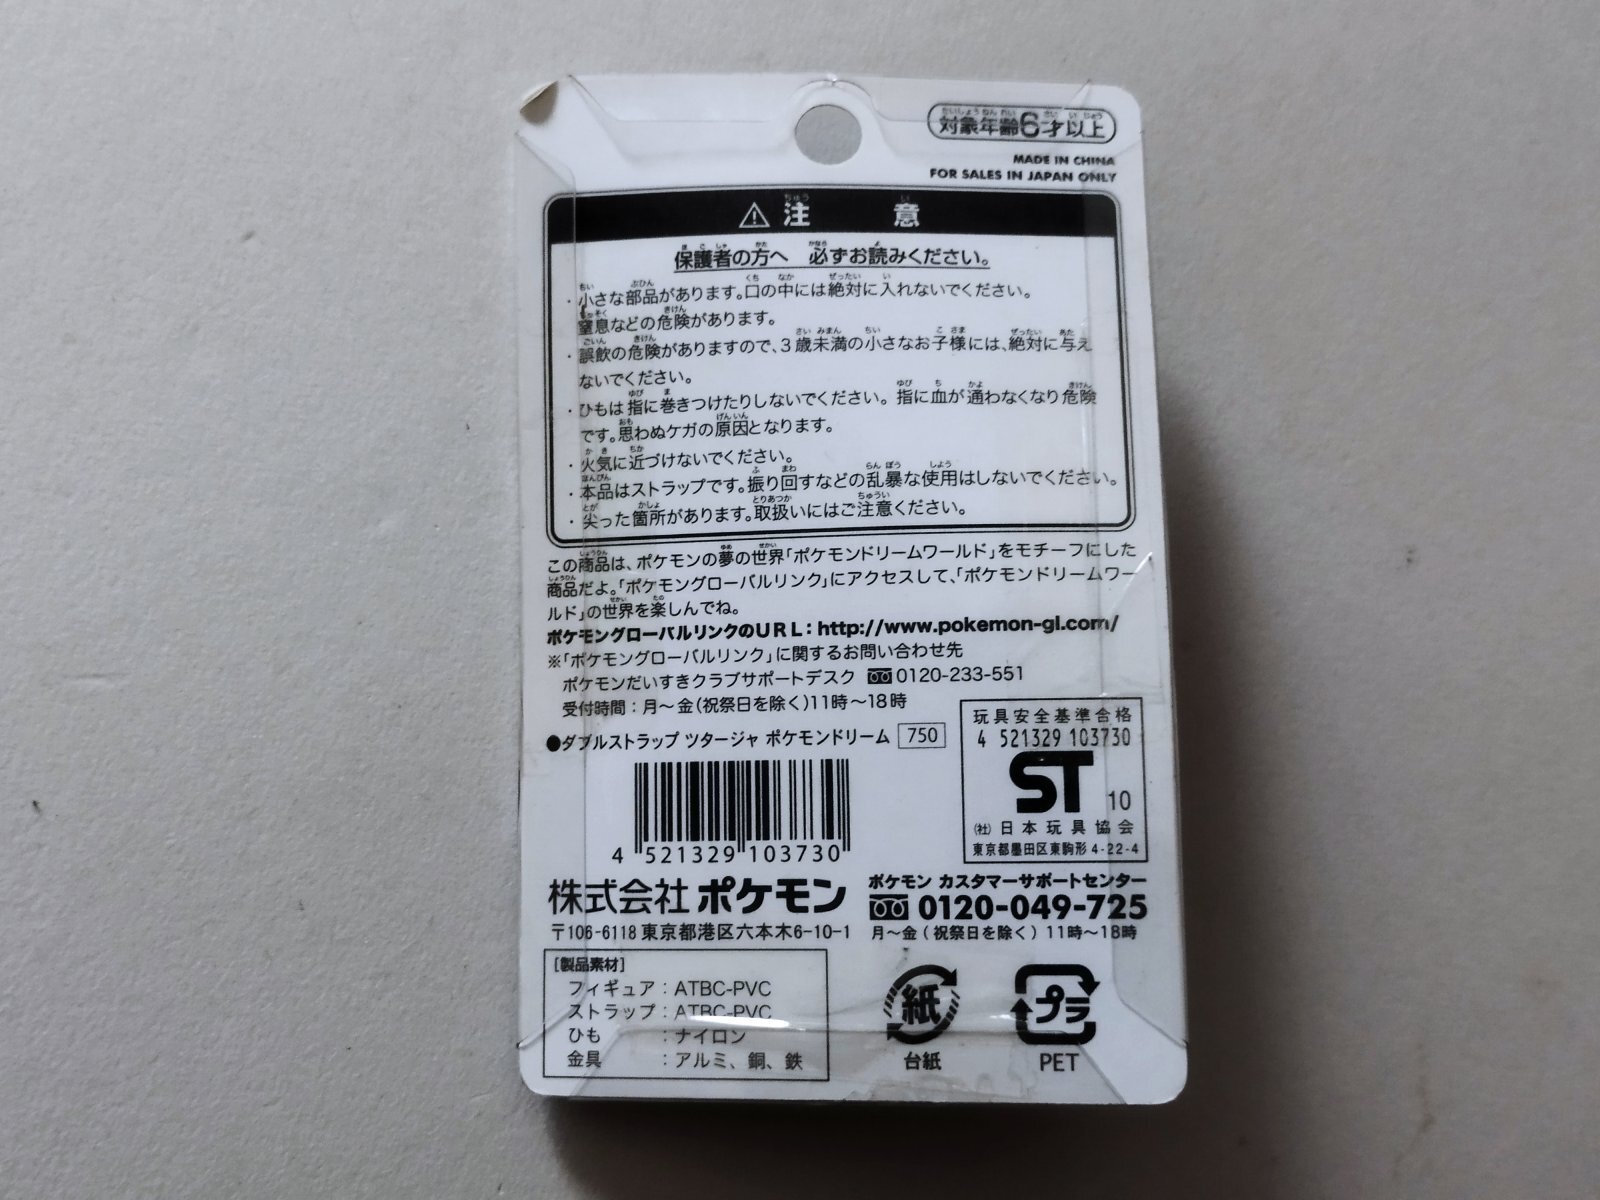 対象年齢6才以上
MADE IN CHINA
FOR SALES IN JAPAN ONLY
⚠注意
保護者の方へ 必ずお読みください。
・小さな部品があります。口の中には絶対に入れないでください。
窒息などの危険があります。
・誤飲の危険がありますので、3歳未満の小さなお子様には、絶対に与え
ないでください。
・ひもは指に巻きつけたりしないでください。指に血が通わなくなり危険
です。思わぬケガの原因となります。
・火気に近づけないでください。
・本品はストラップです。振り回すなどの乱暴な使用はしないでください。
・尖った箇所があります。取扱いにはご注意ください。
この商品は、ポケモンの夢の世界「ポケモンドリームワールド」をモチーフにした
商品だよ。「ポケモングローバルリンク」にアクセスして、「ポケモンドリームワー
ルド」の世界を楽しんでね。
ポケモングローバルリンクのURL：http://www.pokemon-gl.com/
※「ポケモングローバルリンク」に関するお問い合わせ先
ポケモンだいすきクラブサポートデスク 0120-233-551
受付時間：月～金(祝祭日を除く)11時～18時
●ダブルストラップ ツタージャ ポケモンドリーム 750
玩具安全基準合格
4 521329 103730
ST 10
(社)日本玩具協会
東京都墨田区東駒形4-22-4
4 521329 103730
株式会社ポケモン
〒106-6118 東京都港区六本木6-10-1
ポケモン カスタマーサポートセンター
0120-049-725
月～金(祝祭日を除く) 11時～18時
[製品素材]
フィギュア：ATBC-PVC
ストラップ：ATBC-PVC
ひも：ナイロン
金具：アルミ、銅、鉄
紙
台紙
プラ
PET